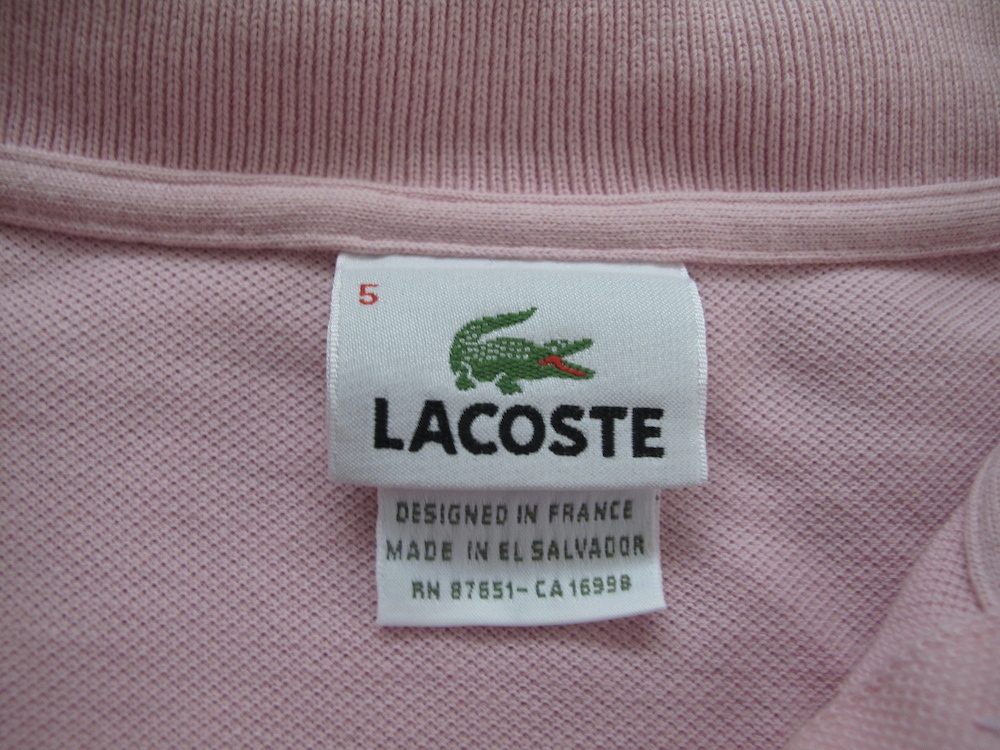 5
LACOSTE
DESIGNED IN FRANCE
MADE IN EL SALVADOR
RN 87651- CA 16998